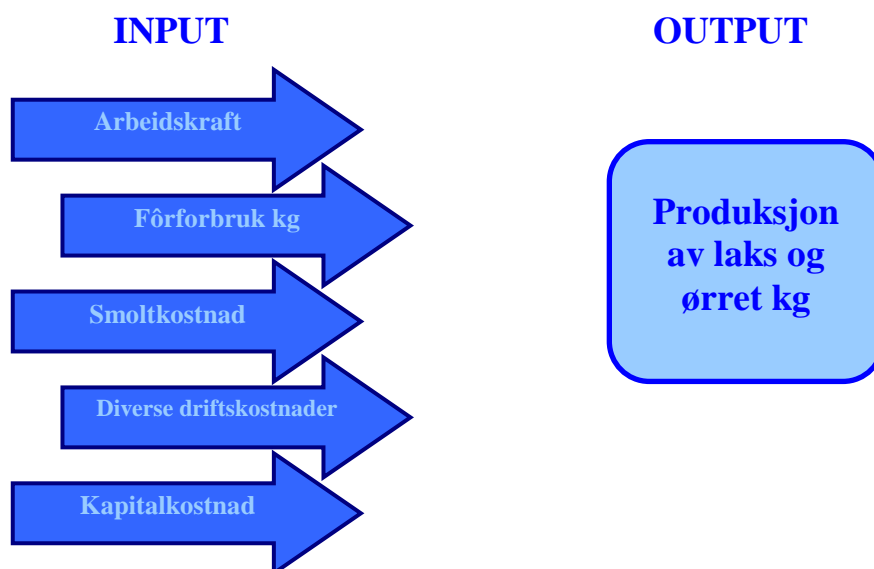 INPUT
OUTPUT
Arbeidskraft
Fôrforbruk kg
Smoltkostnad
Diverse driftskostnader
Kapitalkostnad
Produksjon
av laks og
ørret kg